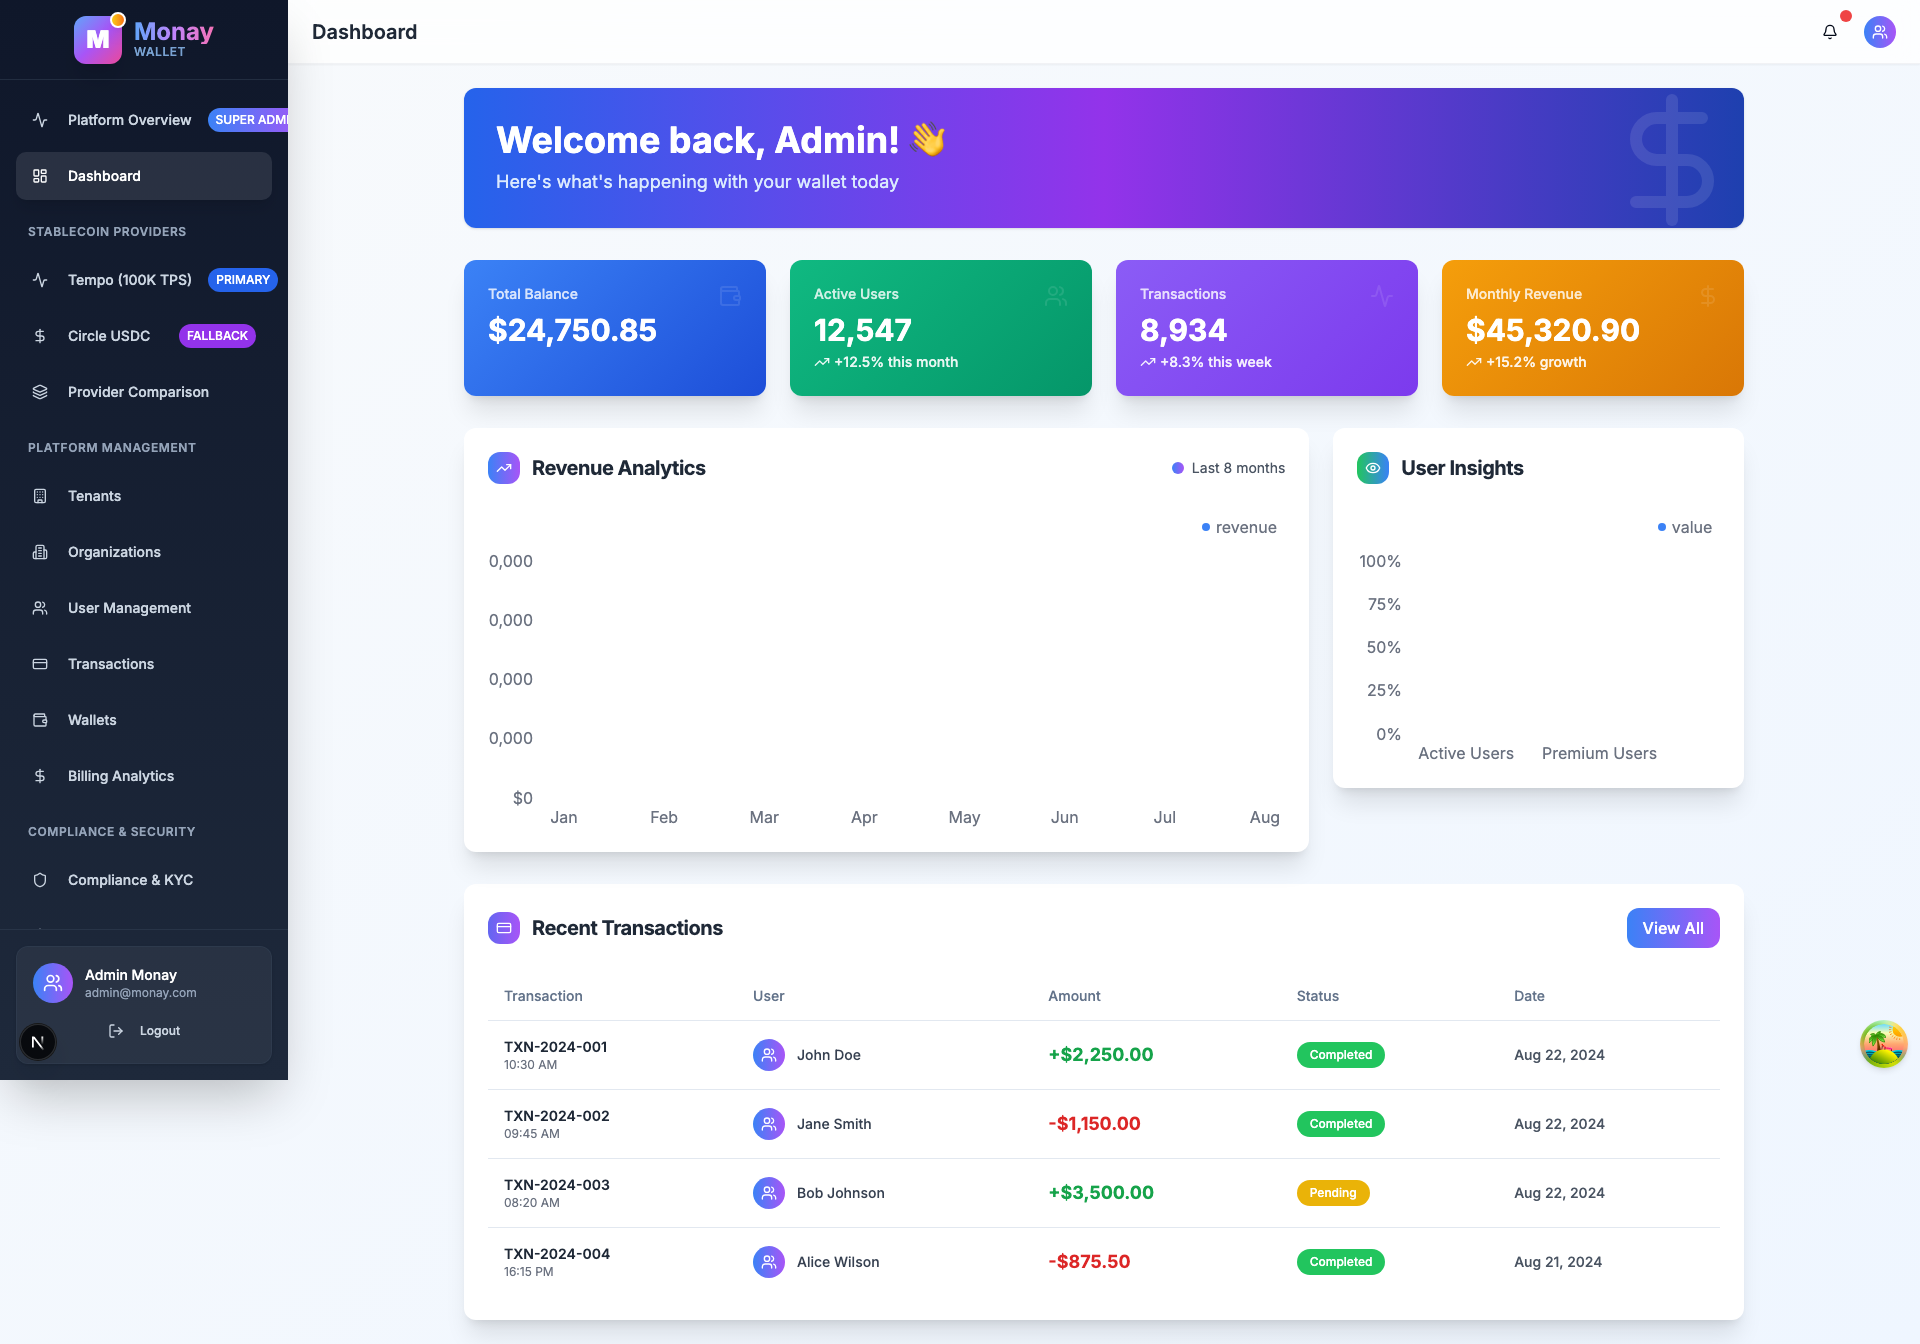 M
Monay
WALLET
Platform Overview
SUPER ADMI
Dashboard
STABLECOIN PROVIDERS
Tempo (100K TPS)
PRIMARY
Circle USDC
FALLBACK
Provider Comparison
PLATFORM MANAGEMENT
Tenants
Organizations
User Management
Transactions
Wallets
Billing Analytics
COMPLIANCE & SECURITY
Compliance & KYC
Admin Monay
admin@monay.com
Logout
N
Dashboard
Welcome back, Admin! 👋
Here's what's happening with your wallet today
Total Balance
$24,750.85
Active Users
12,547
+12.5% this month
Transactions
8,934
+8.3% this week
Monthly Revenue
$45,320.90
+15.2% growth
Revenue Analytics
Last 8 months
revenue
0,000
0,000
0,000
0,000
$0
Jan Feb Mar Apr May Jun Jul Aug
User Insights
value
100%
75%
50%
25%
0%
Active Users Premium Users
Recent Transactions
View All
Transaction User Amount Status Date
TXN-2024-001
10:30 AM
John Doe
+$2,250.00
Completed
Aug 22, 2024
TXN-2024-002
09:45 AM
Jane Smith
-$1,150.00
Completed
Aug 22, 2024
TXN-2024-003
08:20 AM
Bob Johnson
+$3,500.00
Pending
Aug 22, 2024
TXN-2024-004
16:15 PM
Alice Wilson
-$875.50
Completed
Aug 21, 2024